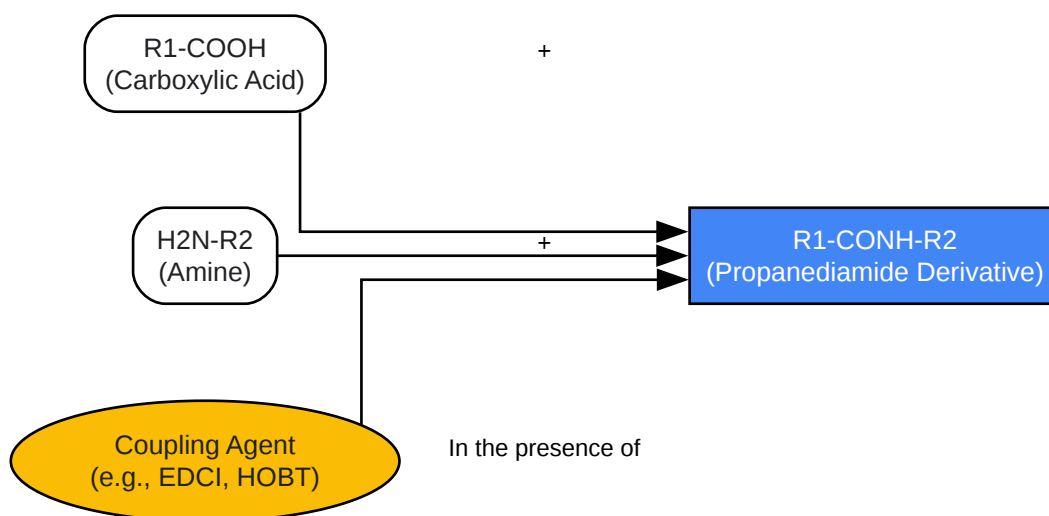 R1-COOH
(Carboxylic Acid)
+
H2N-R2
(Amine)
+
R1-CONH-R2
(Propanediamide Derivative)
Coupling Agent
(e.g., EDCI, HOBT)
In the presence of